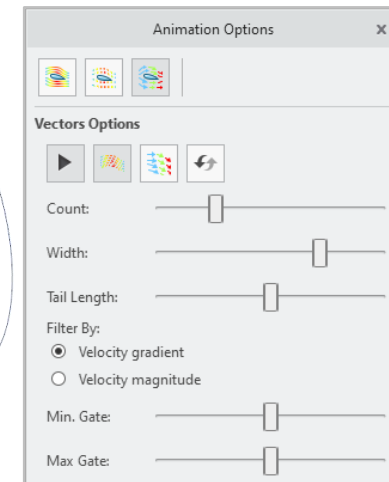 Animation Options
Vectors Options
Count:
Width:
Tail Length:
Filter By:
Velocity gradient
Velocity magnitude
Min. Gate:
Max Gate: